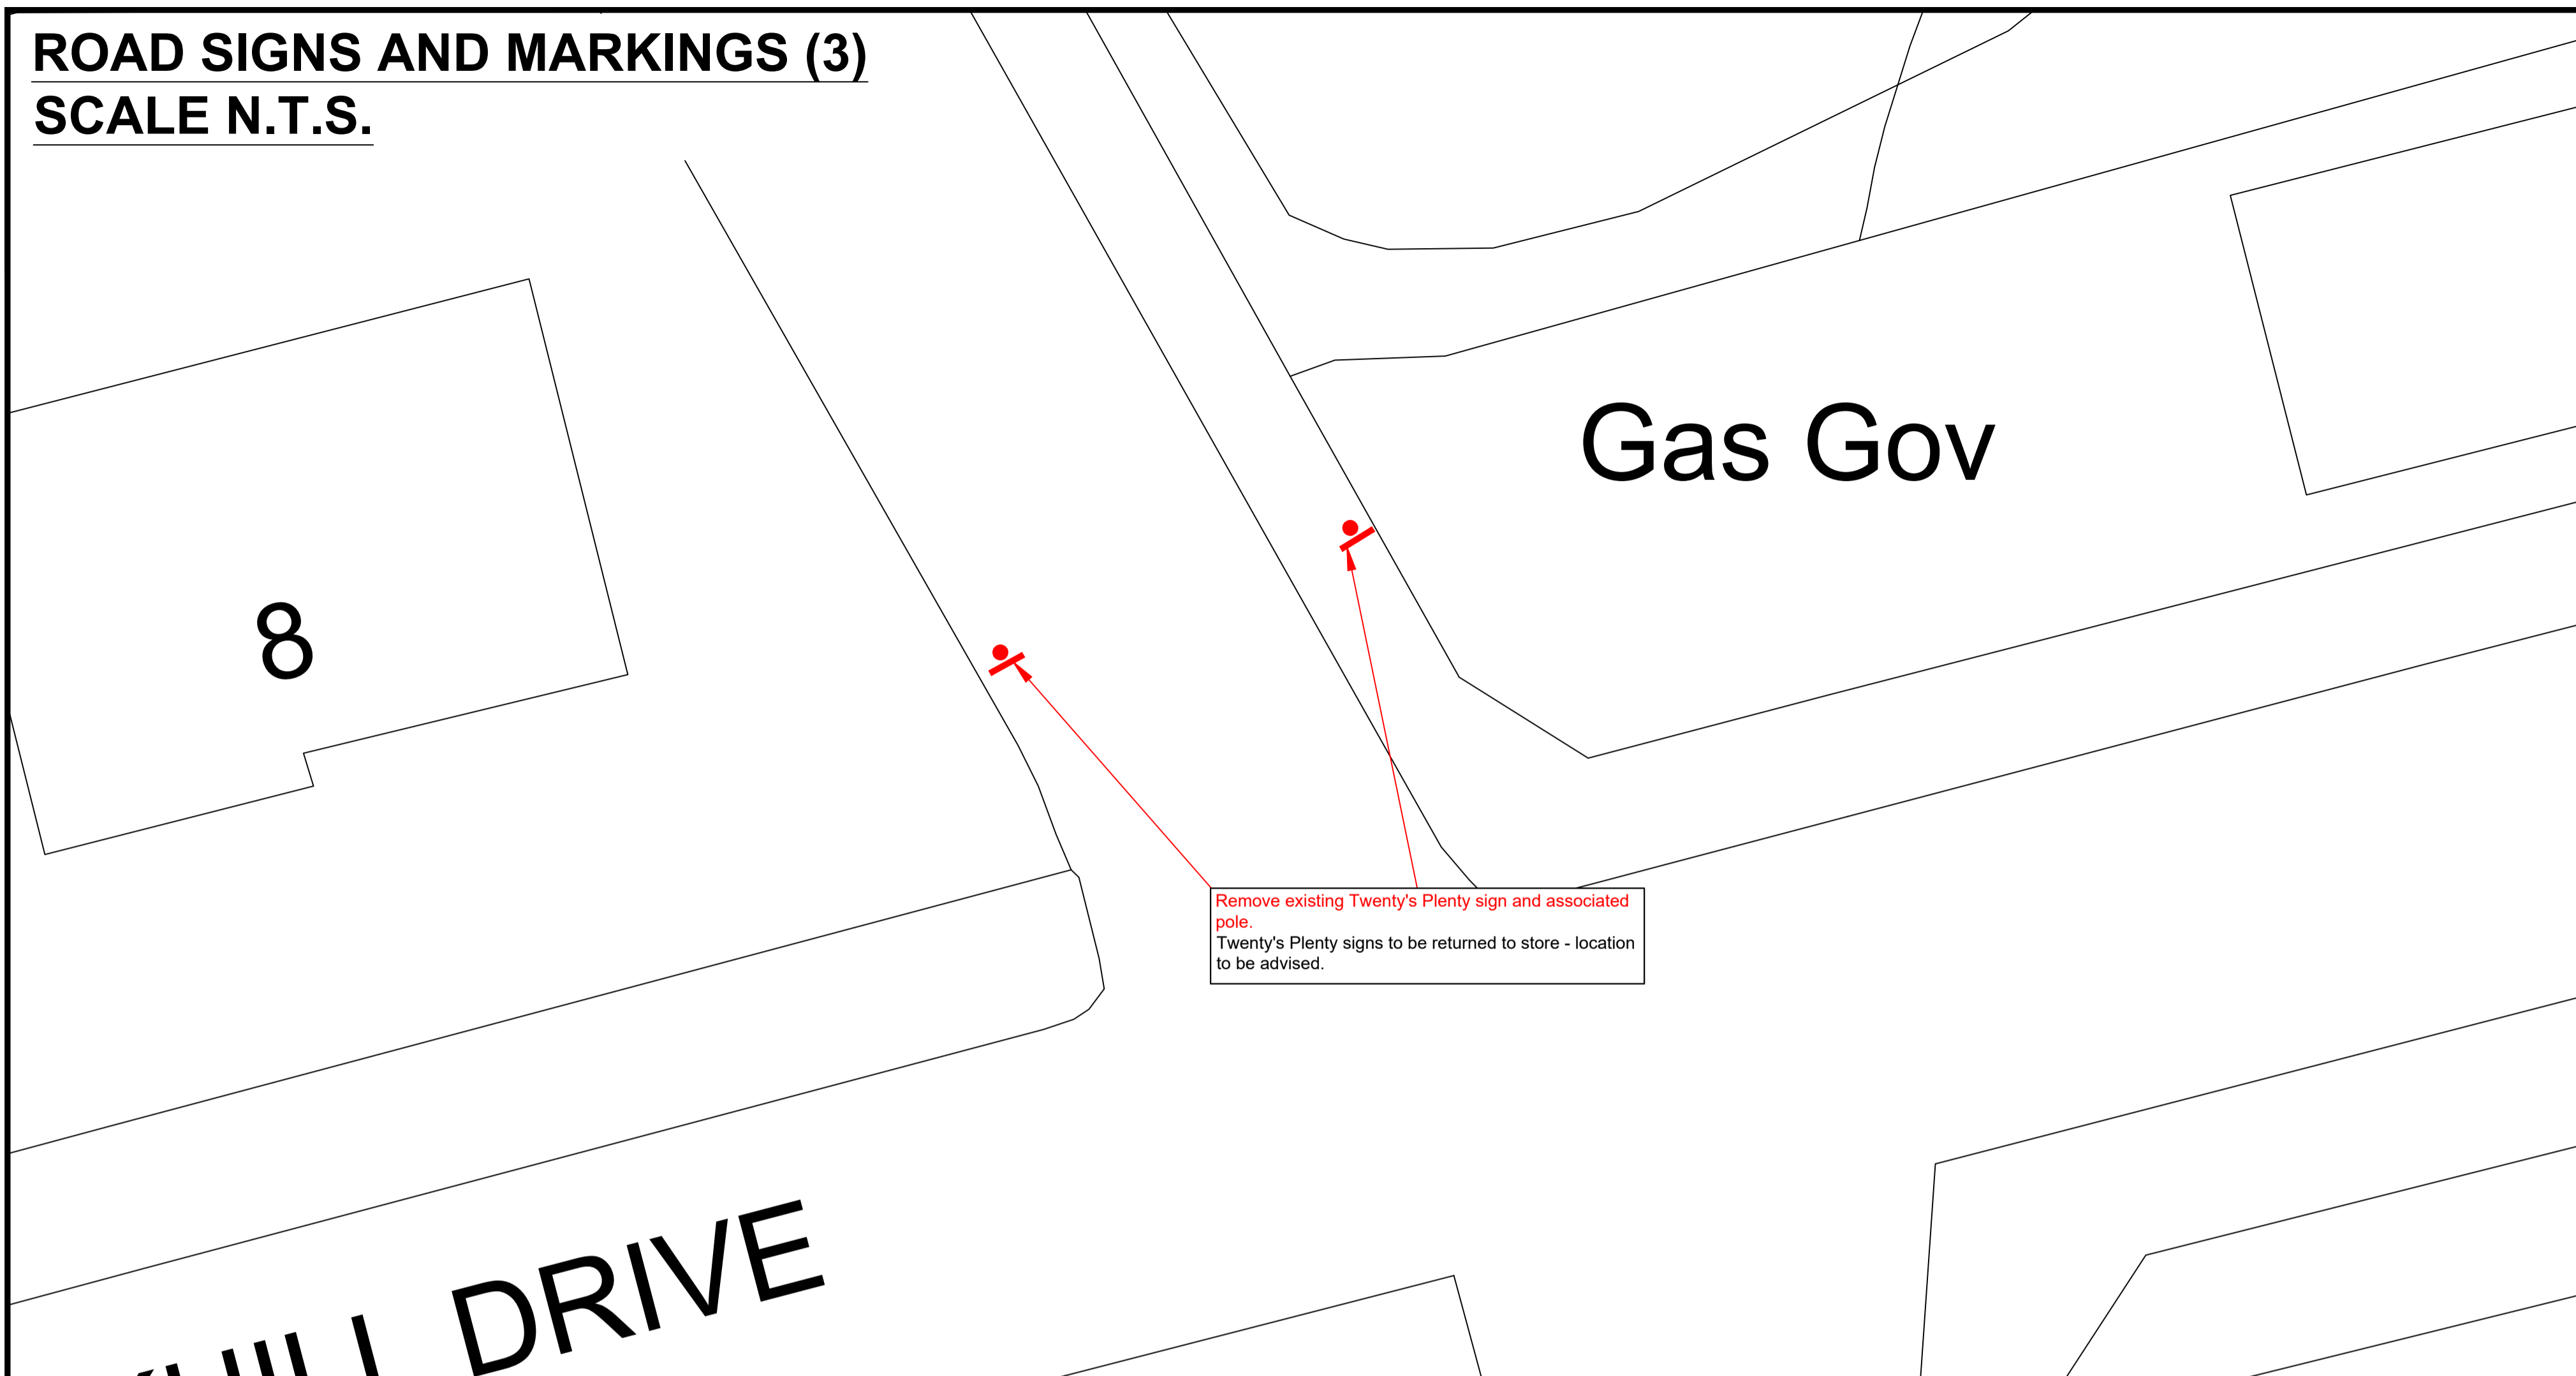 ROAD SIGNS AND MARKINGS (3)
SCALE N.T.S.
Gas Gov
8
Remove existing Twenty's Plenty sign and associated
pole.
Twenty's Plenty signs to be returned to store - location
to be advised.
DRIVE